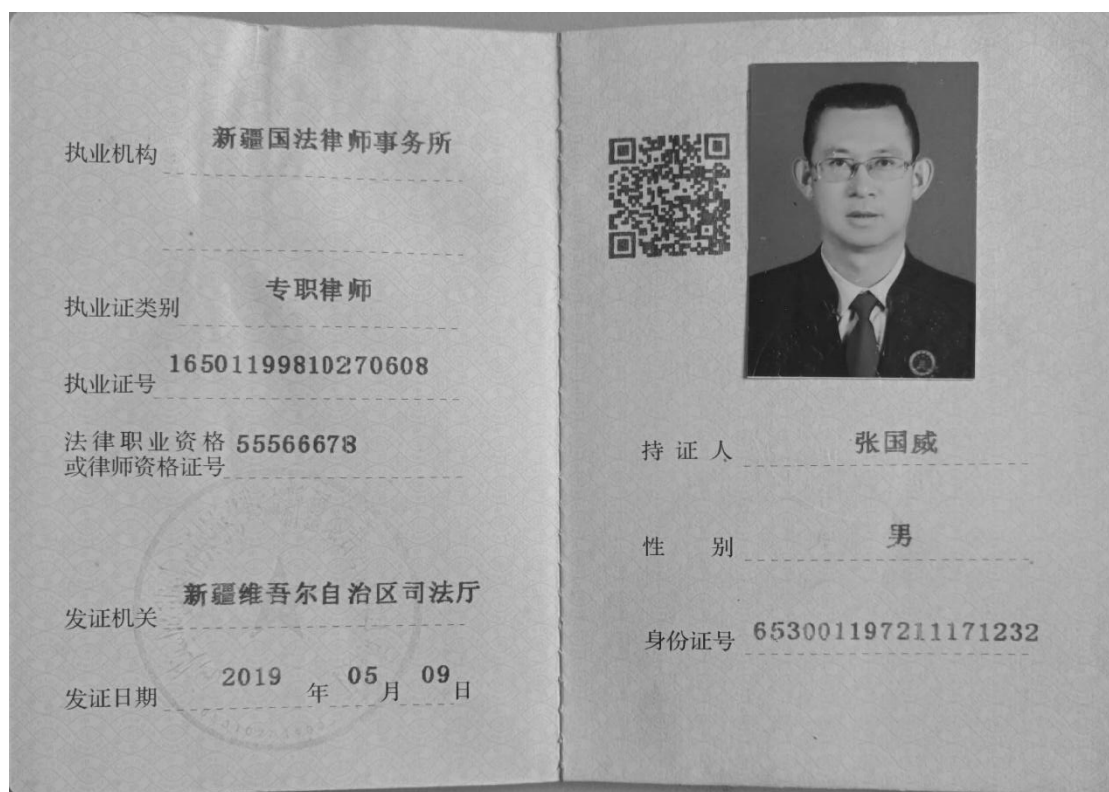 执业机构 新疆国法律师事务所
执业证类别 专职律师
执业证号 16501199810270608
法律职业资格 55566678
或律师资格证号
发证机关 新疆维吾尔自治区司法厅
发证日期 2019 年 05 月 09 日
持证人 张国威
性别 男
身份证号 653001197211171232